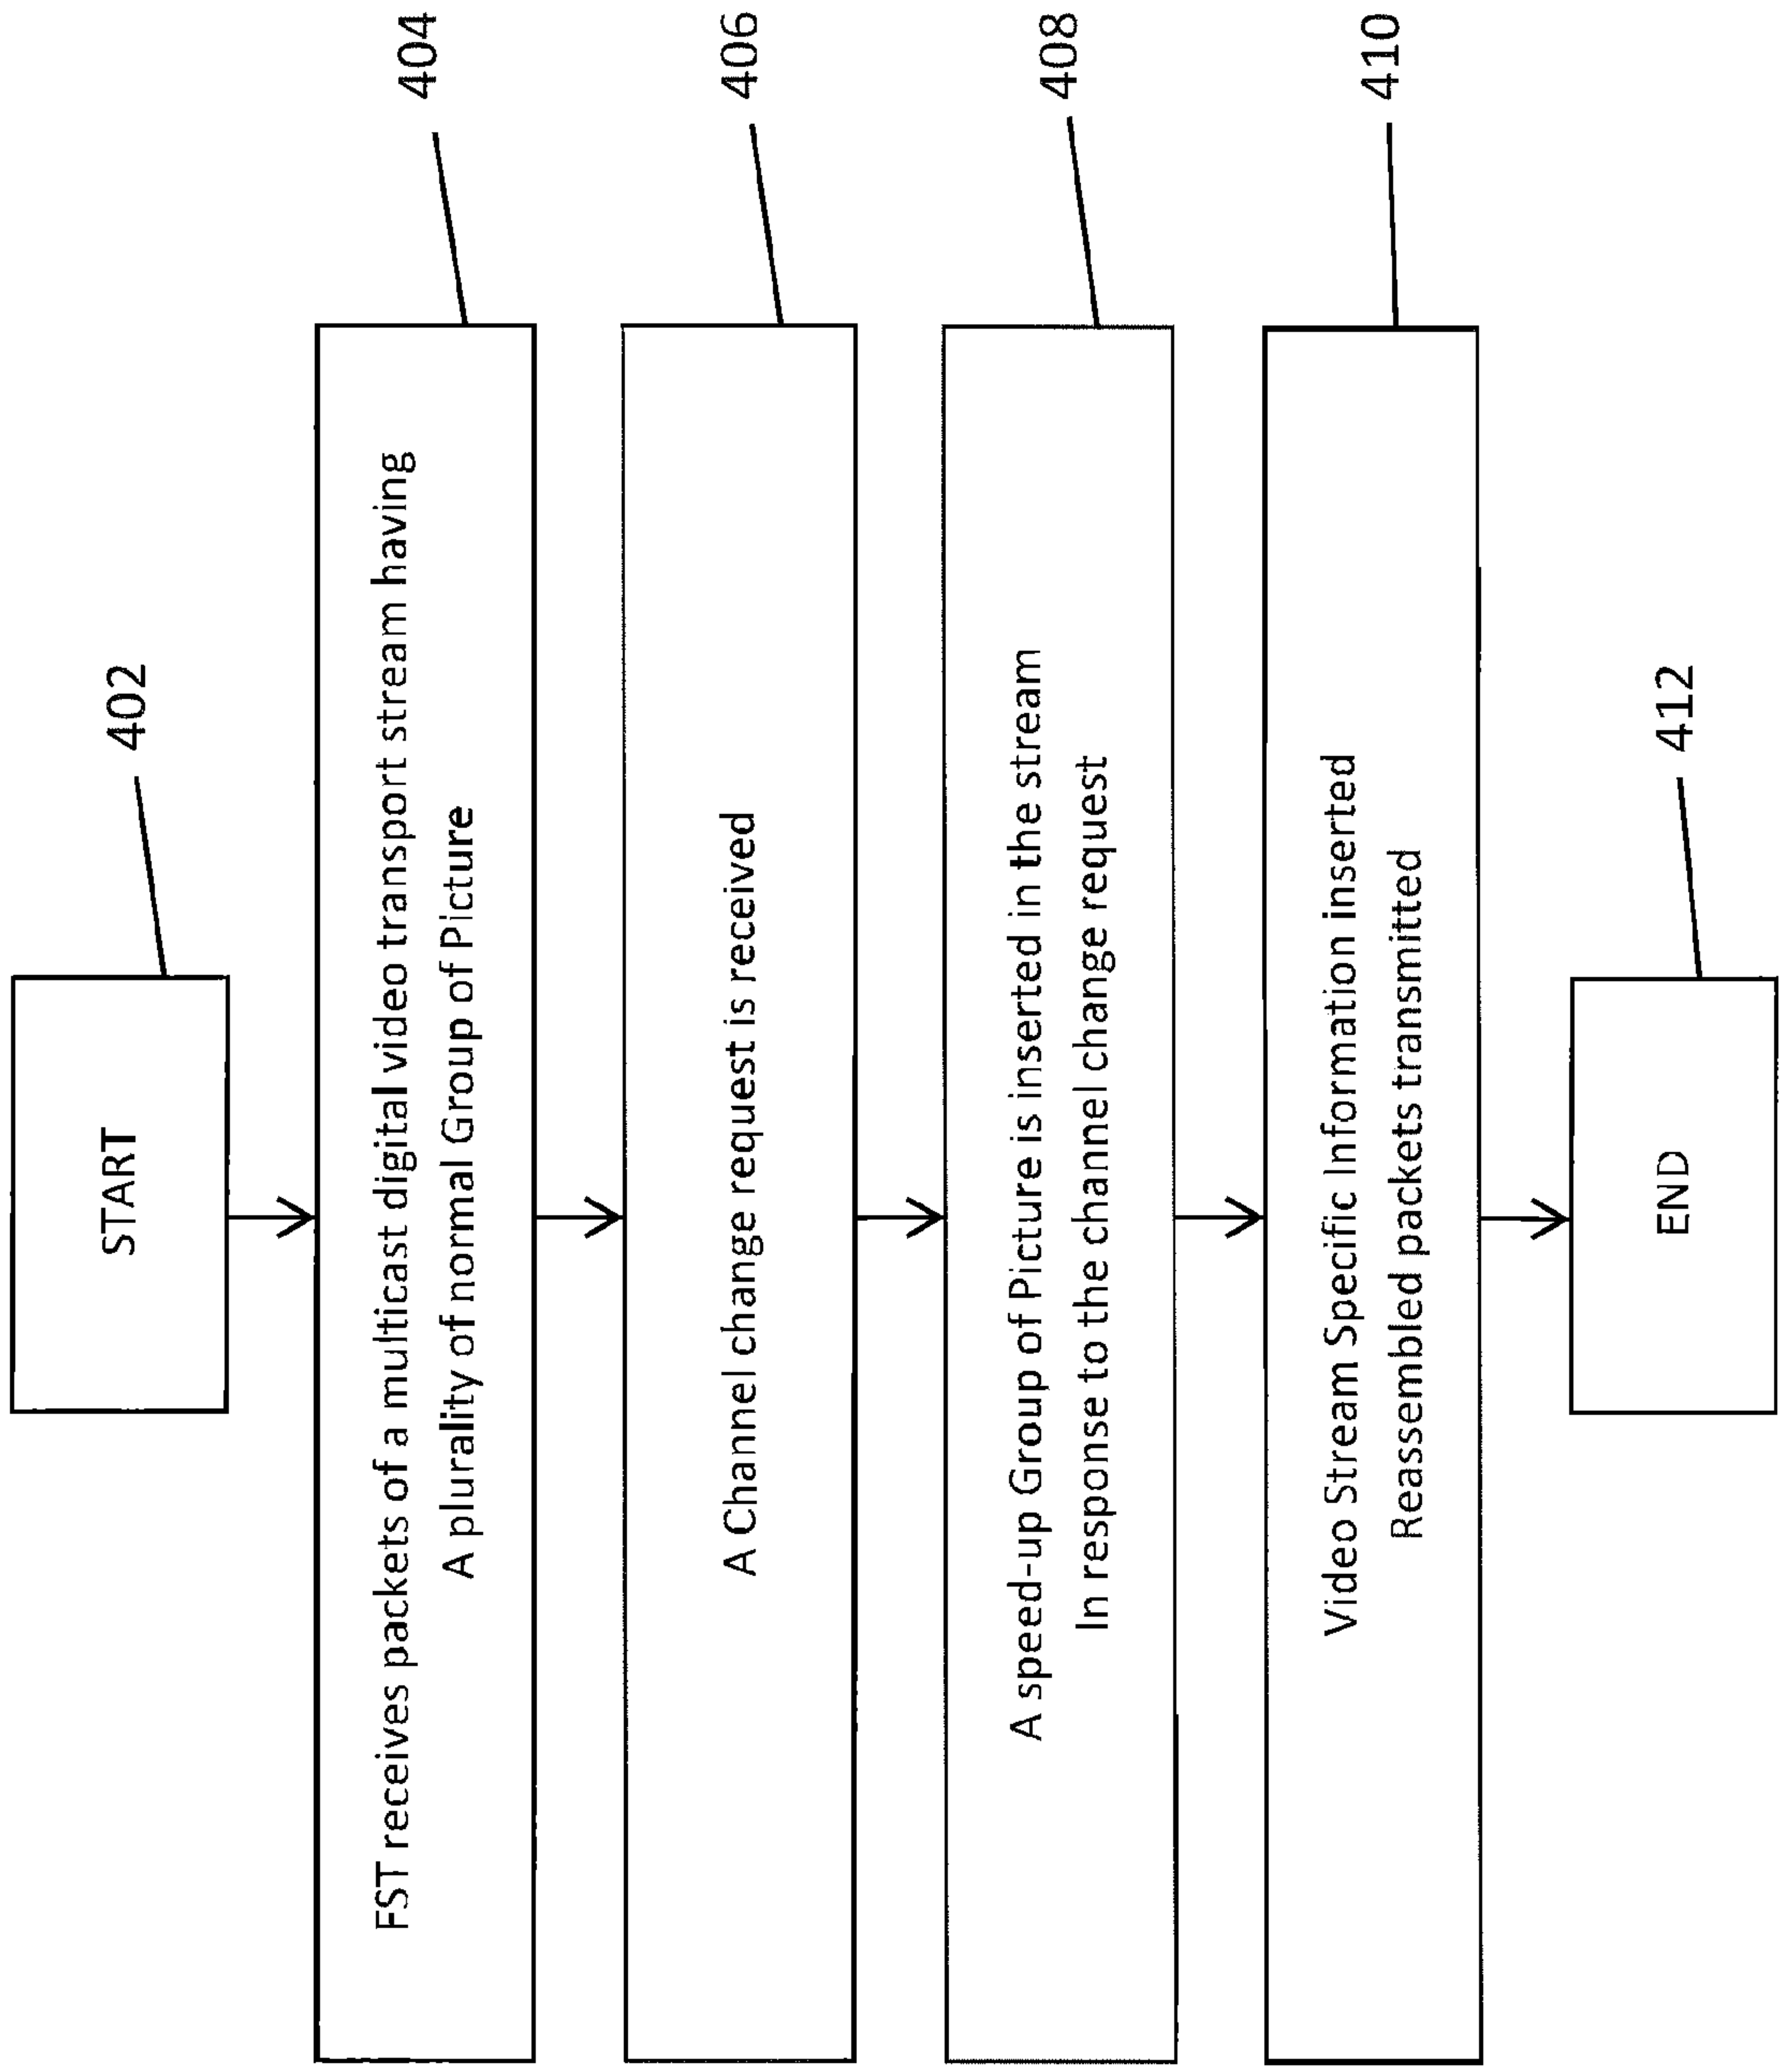 START
402
FST receives packets of a multicast digital video transport stream having
A plurality of normal Group of Picture
404
A Channel change request is received
406
A speed-up Group of Picture is inserted in the stream
In response to the channel change request
408
Video Stream Specific Information inserted
Reassembled packets transmitted
410
END
412